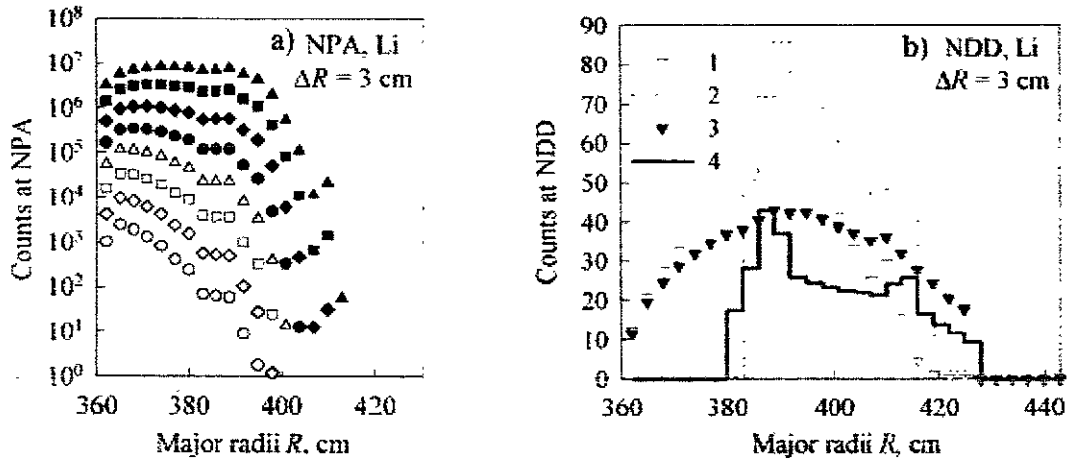 a) NPA, Li
ΔR = 3 cm
Counts at NPA
10⁸
10⁷
10⁶
10⁵
10⁴
10³
10²
10¹
10⁰
360 380 400 420
Major radii R, cm
b) NDD, Li
ΔR = 3 cm
1
2
3
4
Counts at NDD
90
80
70
60
50
40
30
20
10
0
360 380 400 420 440
Major radii R, cm